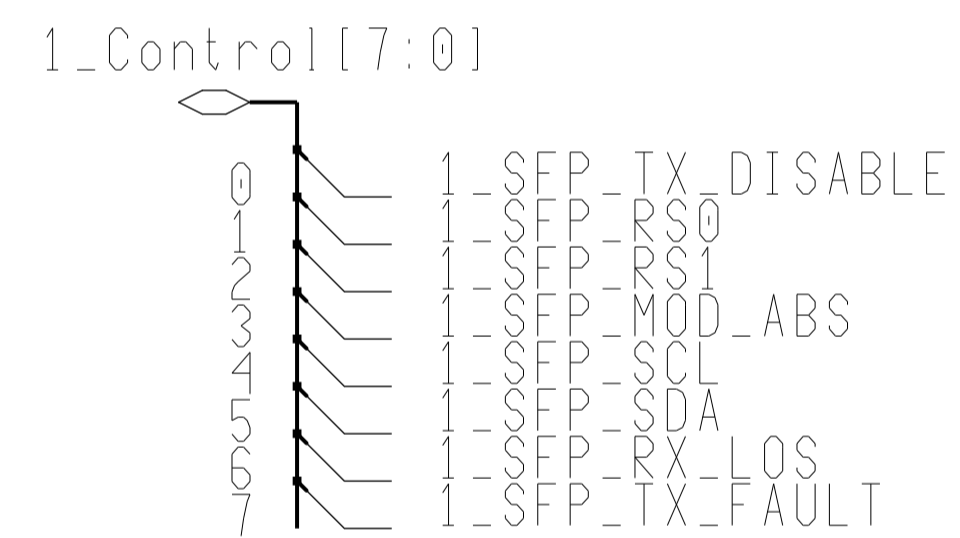 1_Control[7:0]
0 1_SFP_TX_DISABLE
1 1_SFP_RS0
2 1_SFP_RS1
3 1_SFP_MOD_ABS
4 1_SFP_SCL
5 1_SFP_SDA
6 1_SFP_RX_LOS
7 1_SFP_TX_FAULT